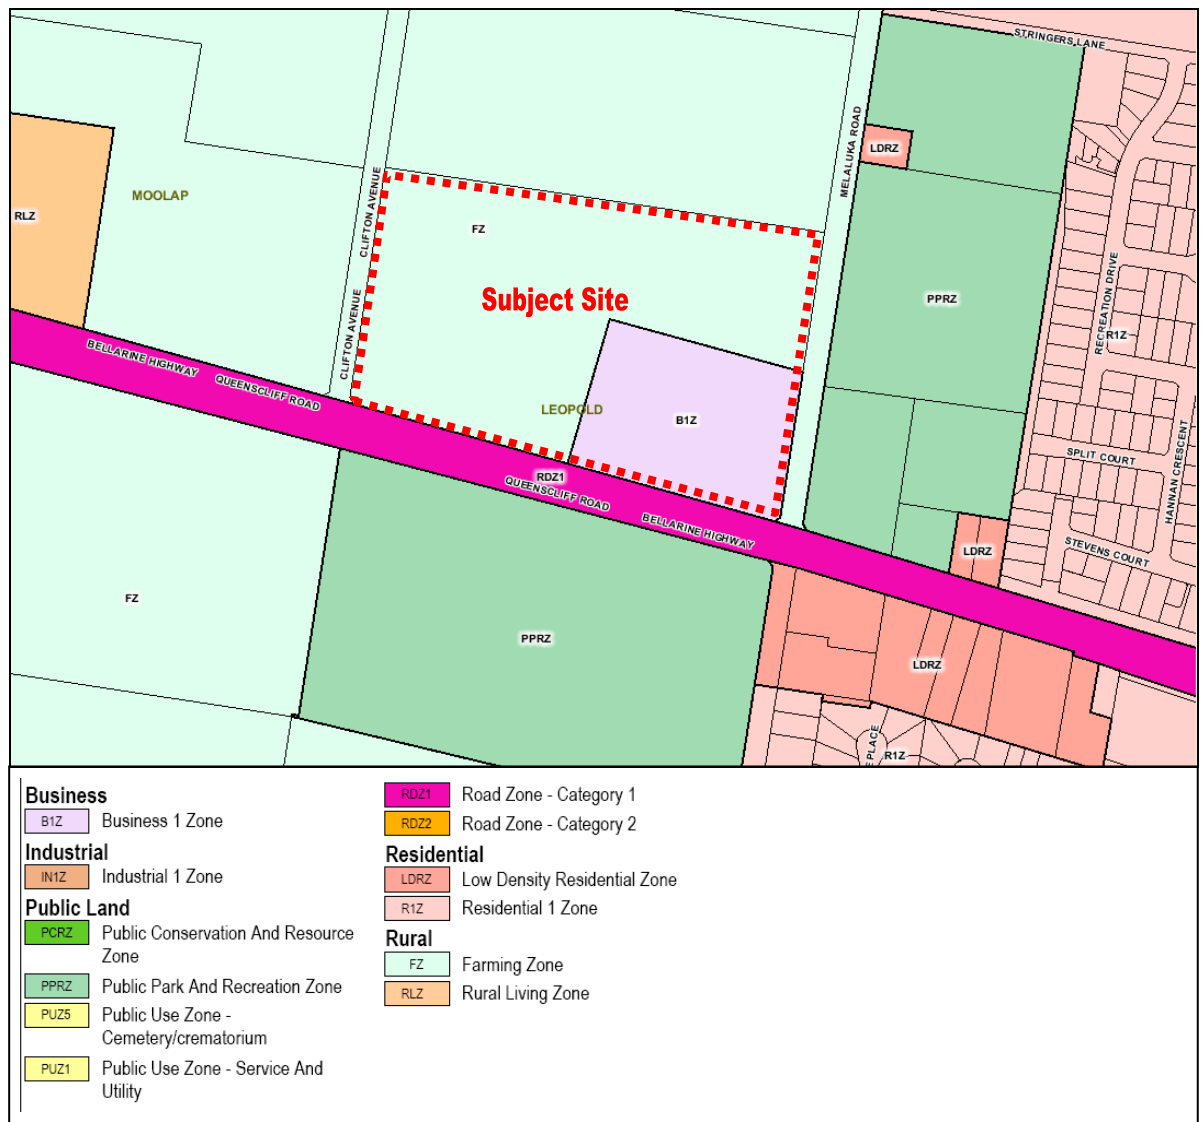 STRINGERS LANE
MELALUKA ROAD
LDRZ
CLIFTON AVENUE
MOOLAP
RLZ
FZ
Subject Site
PPRZ
RECREATION DRIVE
R1Z
CLIFTON AVENUE
BELLARINE HIGHWAY
QUEENSCLIFF ROAD
LEOPOLD
B1Z
HANNAN CRESCENT
SPLIT COURT
RDZ1
QUEENSCLIFF ROAD
BELLARINE HIGHWAY
STEVENS COURT
LDRZ
FZ
PPRZ
LDRZ
PLACE
R1Z
Business
B1Z Business 1 Zone
Industrial
IN1Z Industrial 1 Zone
Public Land
PCRZ Public Conservation And Resource
Zone
PPRZ Public Park And Recreation Zone
PUZ5 Public Use Zone -
Cemetery/crematorium
PUZ1 Public Use Zone - Service And
Utility
RDZ1 Road Zone - Category 1
RDZ2 Road Zone - Category 2
Residential
LDRZ Low Density Residential Zone
R1Z Residential 1 Zone
Rural
FZ Farming Zone
RLZ Rural Living Zone